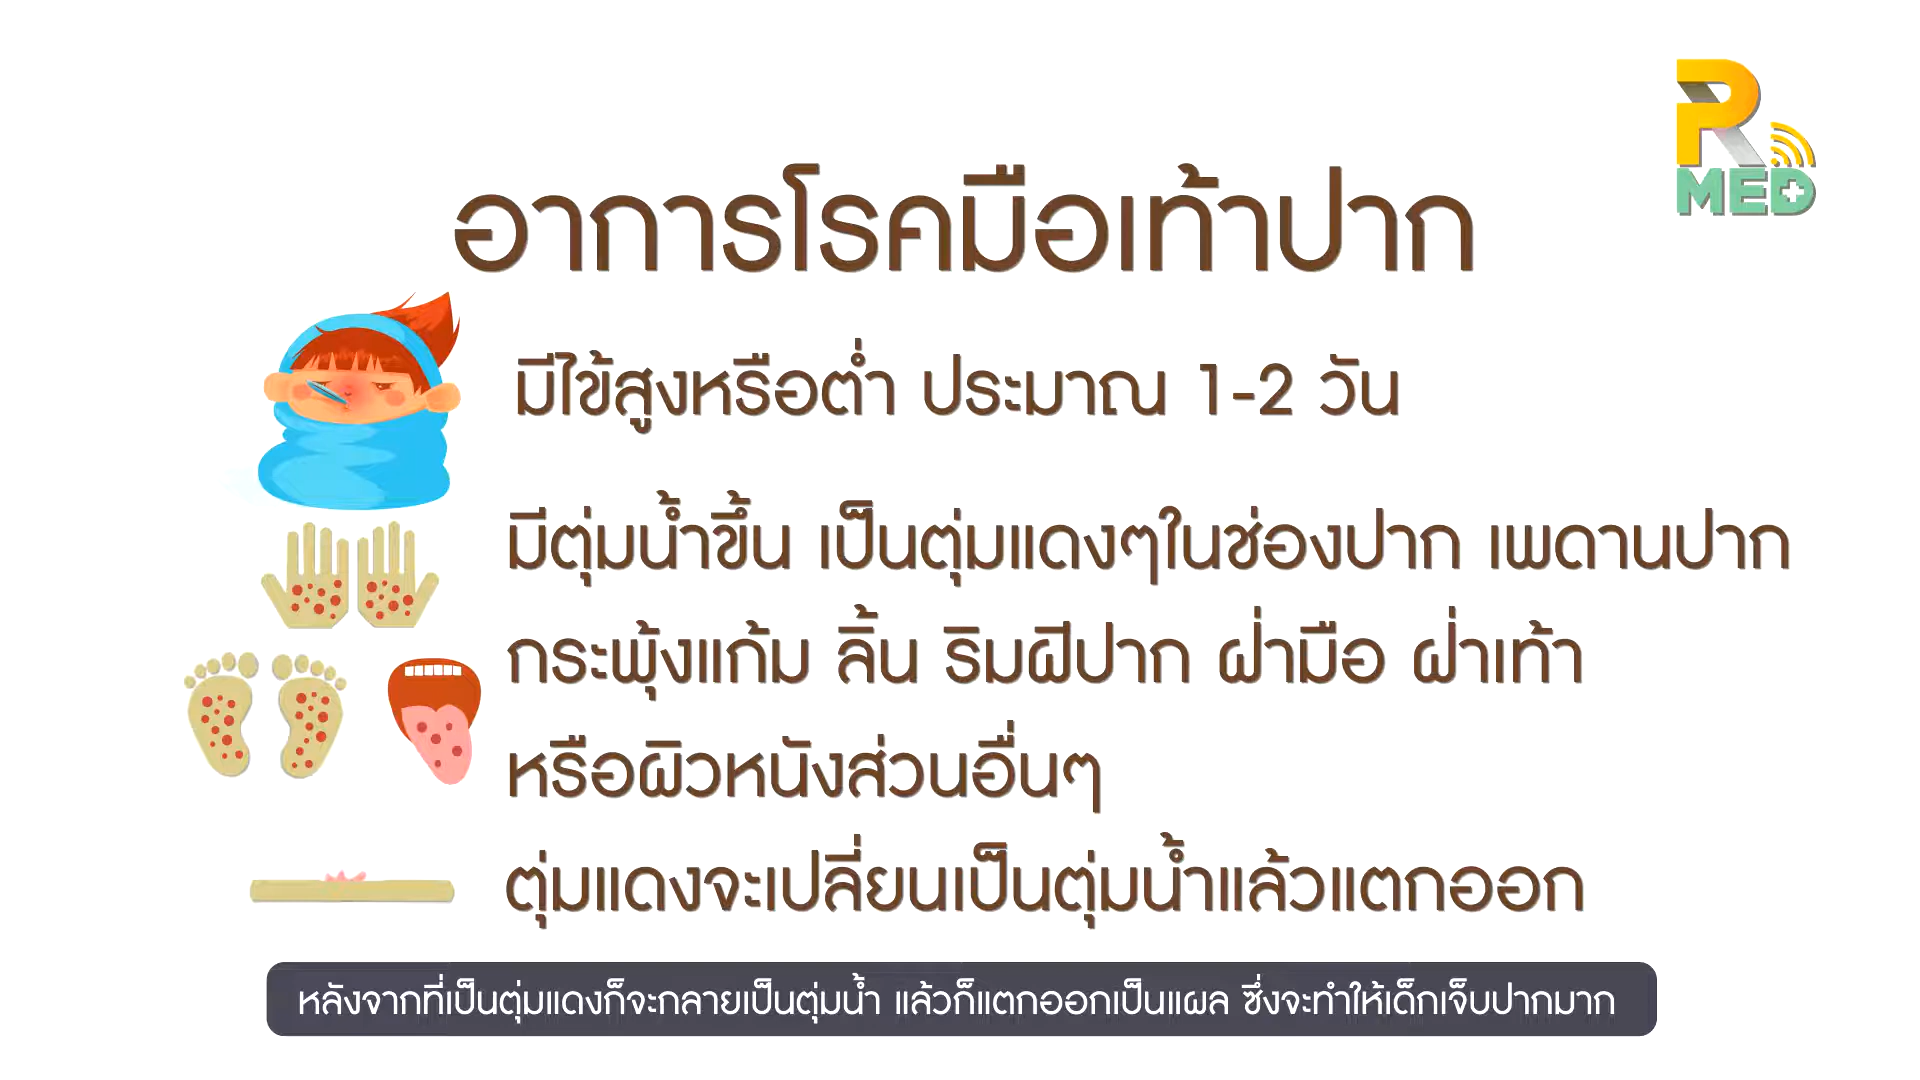 R
MED
อาการโรคมือเท้าปาก
มีไข้สูงหรือต่ำ ประมาณ 1-2 วัน
มีตุ่มน้ำขึ้น เป็นตุ่มแดงๆในช่องปาก เพดานปาก
กระพุ้งแก้ม ลิ้น ริมฝีปาก ฝ่ามือ ฝ่าเท้า
หรือผิวหนังส่วนอื่นๆ
ตุ่มแดงจะเปลี่ยนเป็นตุ่มน้ำแล้วแตกออก
หลังจากที่เป็นตุ่มแดงก็จะกลายเป็นตุ่มน้ำ แล้วก็แตกออกเป็นแผล ซึ่งจะทำให้เด็กเจ็บปากมาก